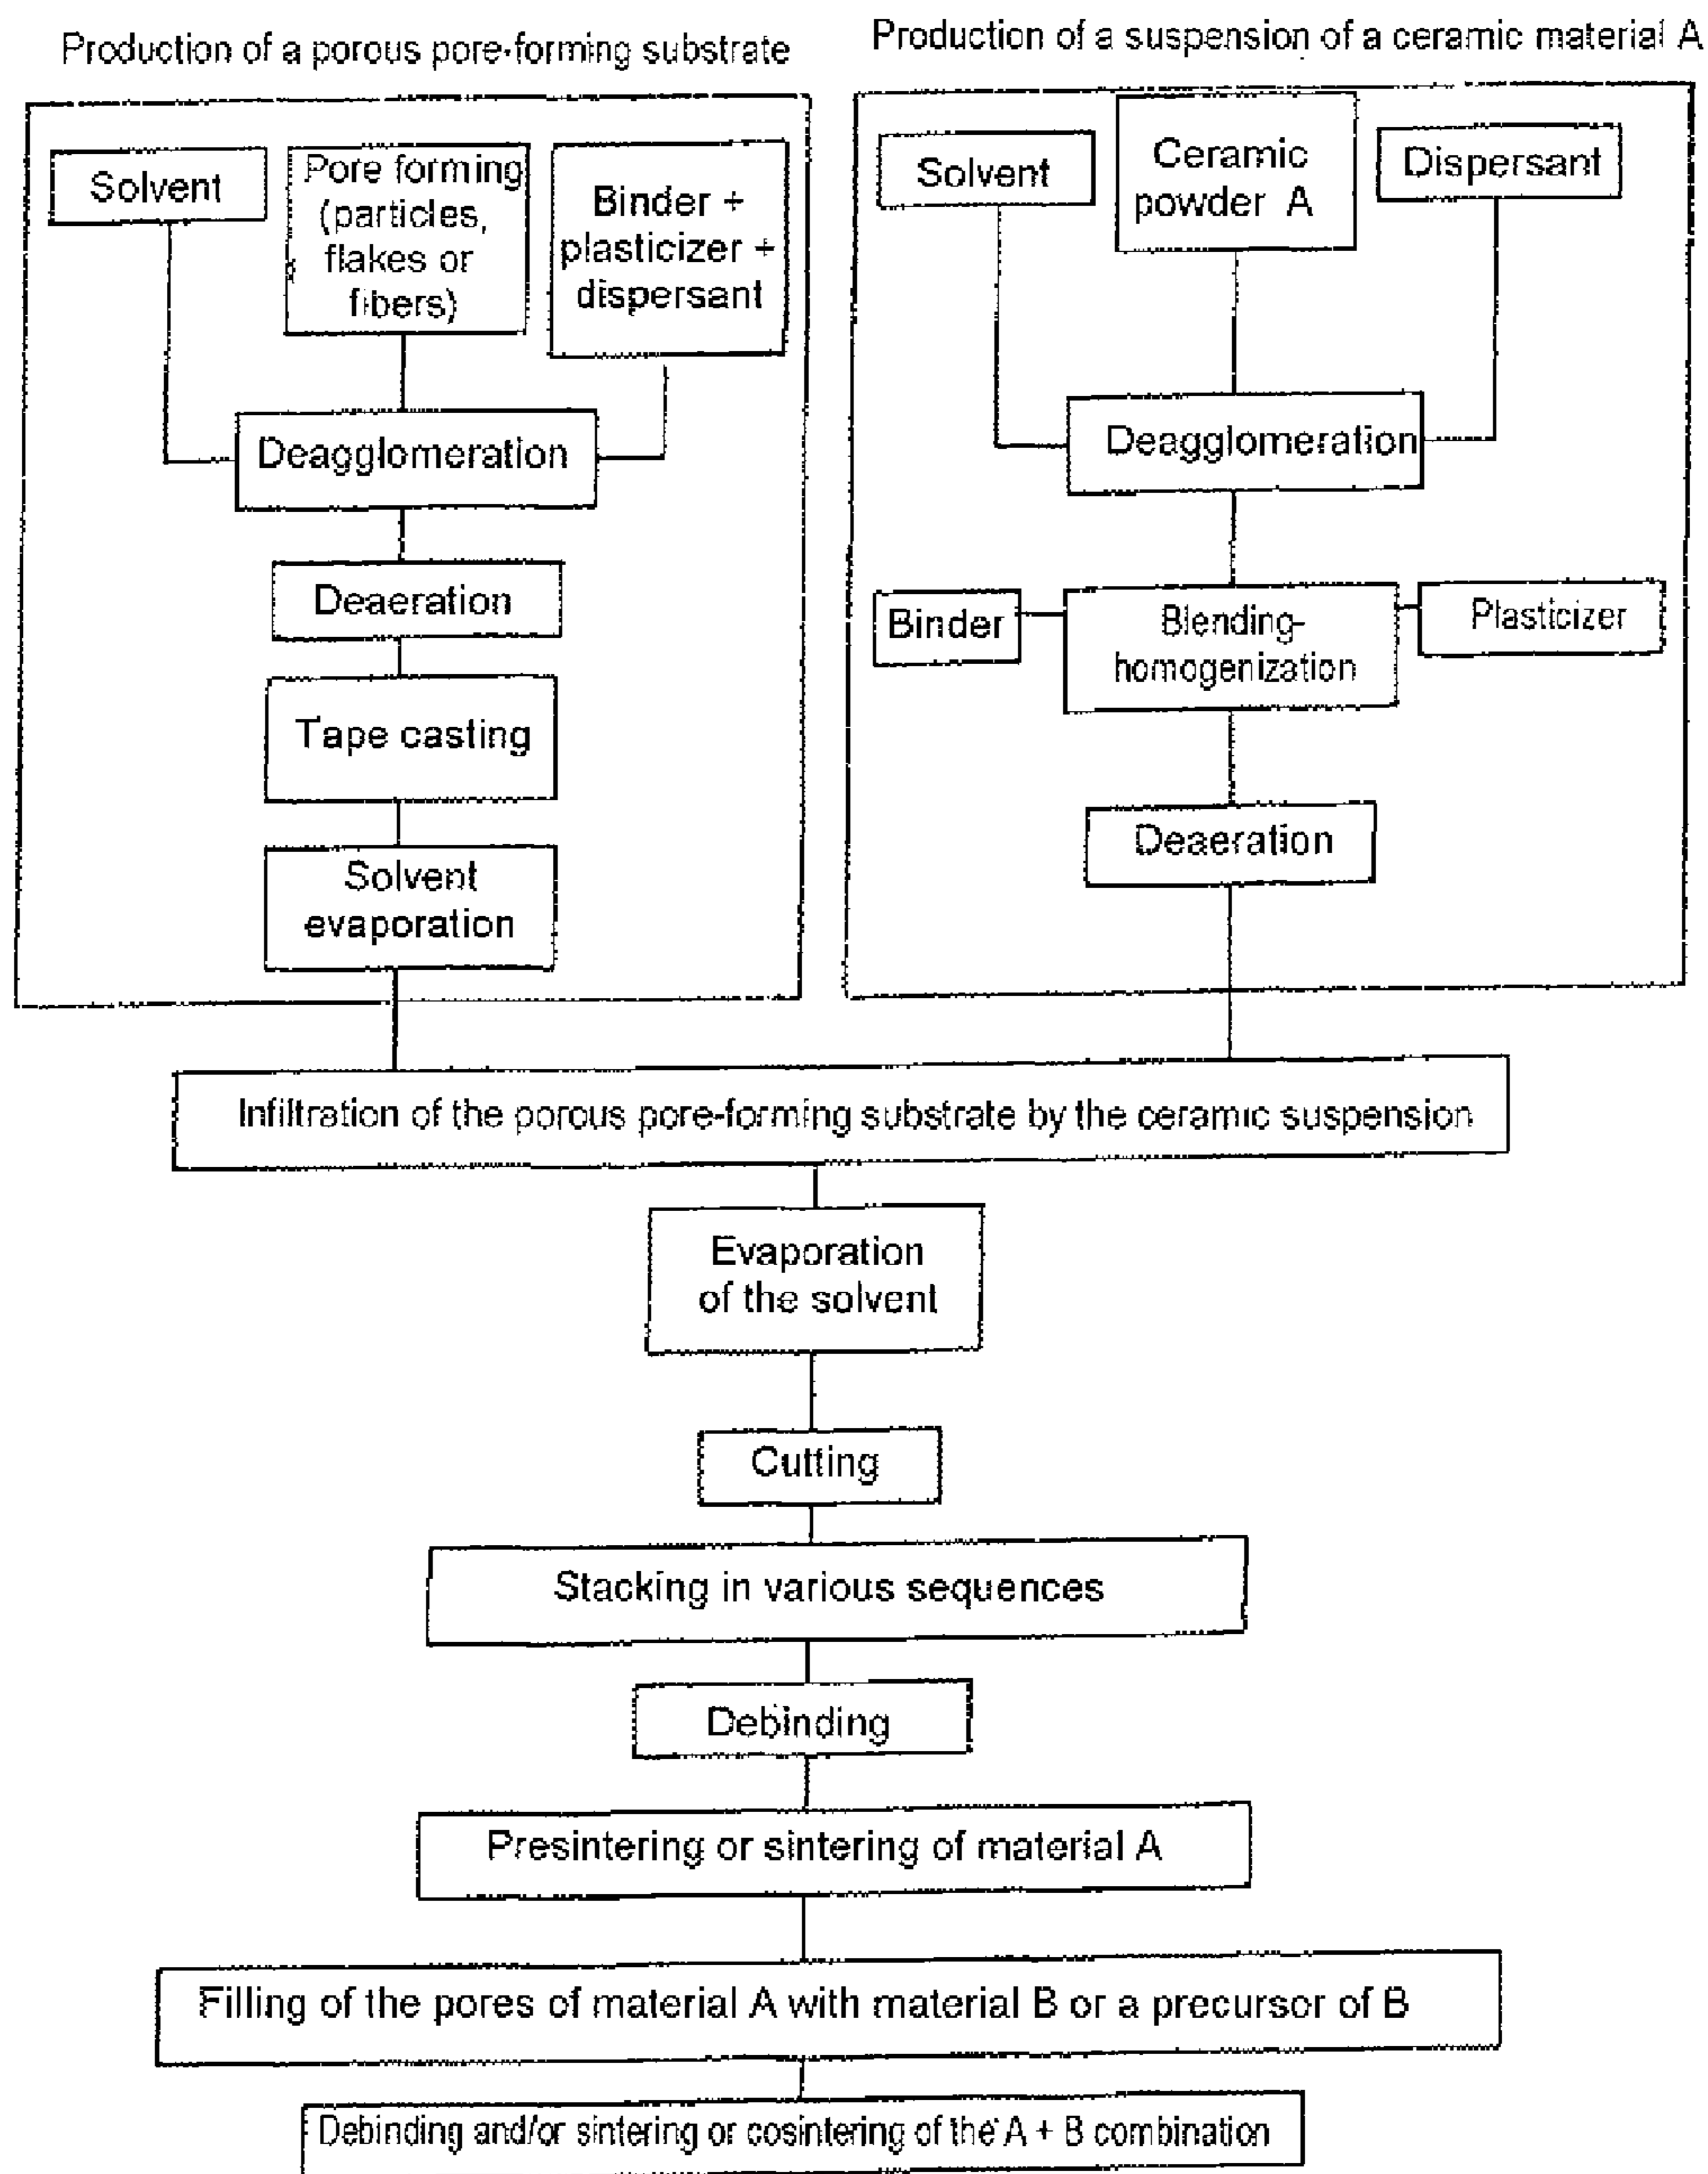 Production of a porous pore-forming substrate
Solvent
Pore forming
(particles,
flakes or
fibers)
Binder +
plasticizer +
dispersant
Deagglomeration
Deaeration
Tape casting
Solvent
evaporation
Production of a suspension of a ceramic material A
Solvent
Ceramic
powder A
Dispersant
Deagglomeration
Binder
Blending-
homogenization
Plasticizer
Deaeration
Infiltration of the porous pore-forming substrate by the ceramic suspension
Evaporation
of the solvent
Cutting
Stacking in various sequences
Debinding
Presintering or sintering of material A
Filling of the pores of material A with material B or a precursor of B
Debinding and/or sintering or cosintering of the A + B combination